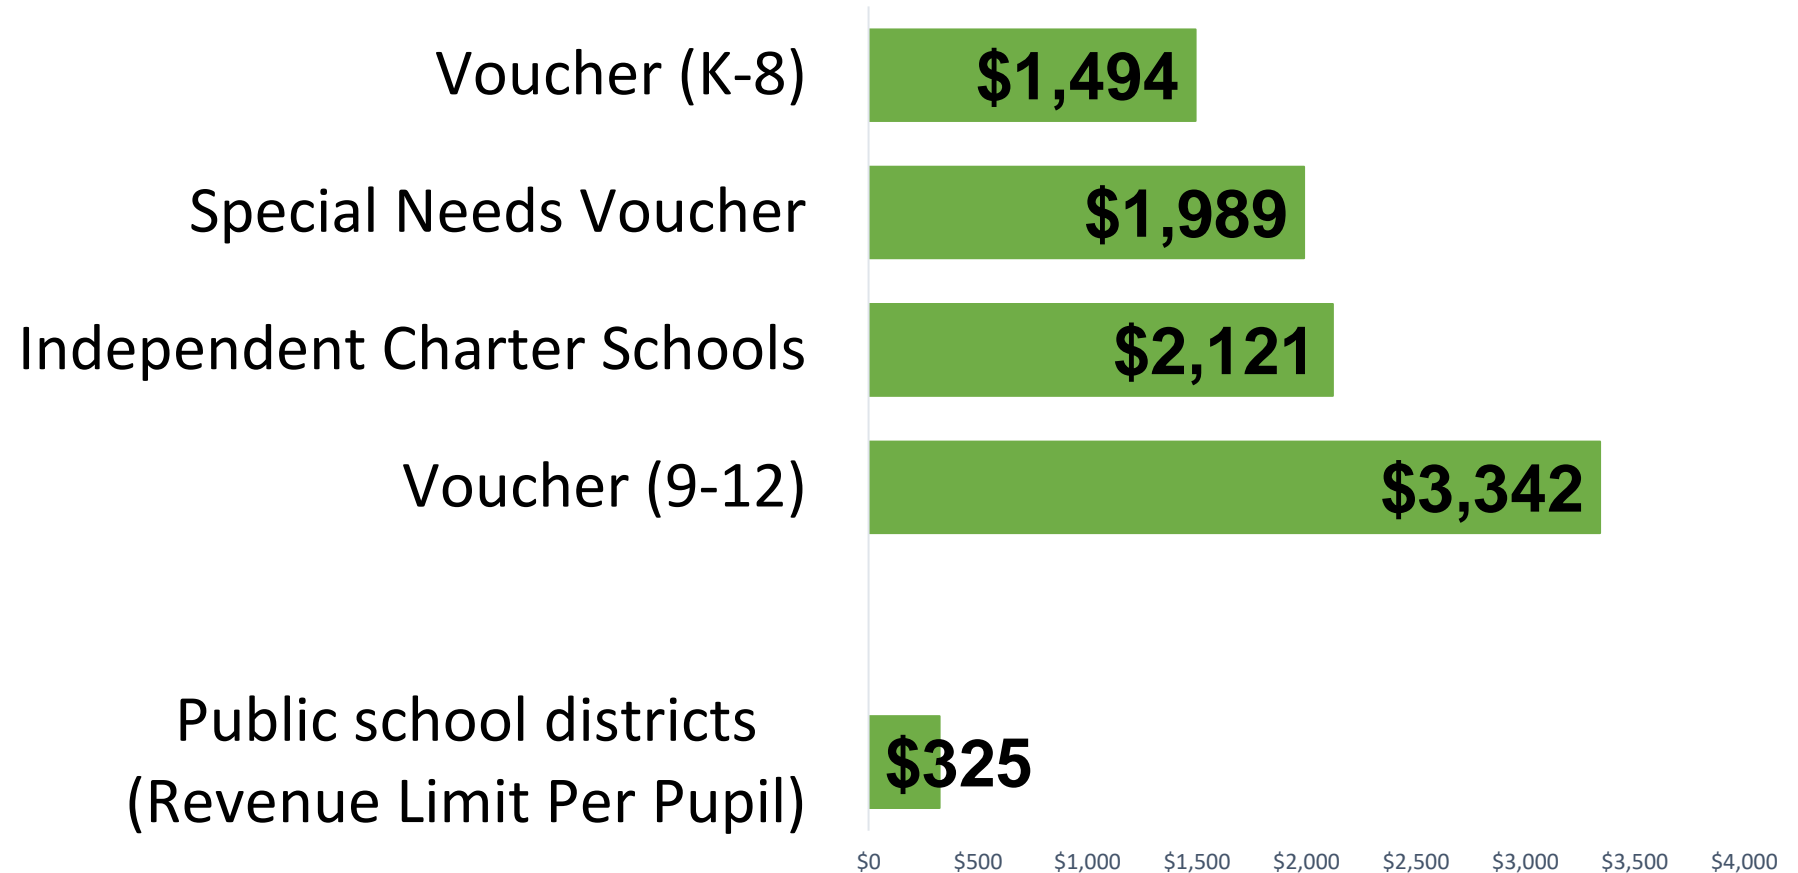 Voucher (K-8)
$1,494
Special Needs Voucher
$1,989
Independent Charter Schools
$2,121
Voucher (9-12)
$3,342
Public school districts
(Revenue Limit Per Pupil)
$325
$0 $500 $1,000 $1,500 $2,000 $2,500 $3,000 $3,500 $4,000